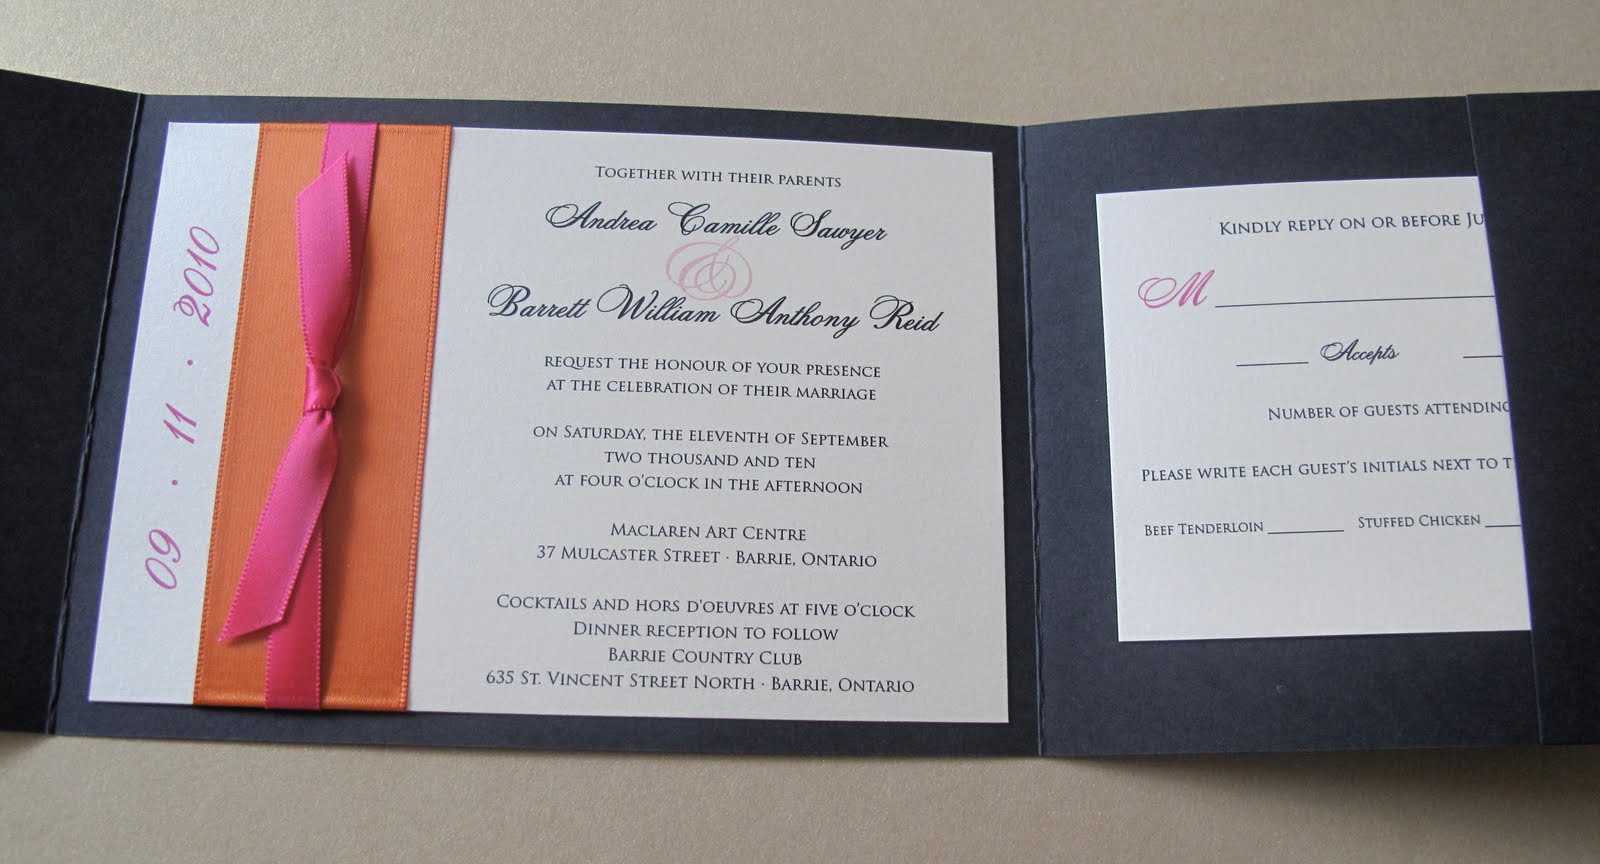 09 · 11 · 2010
Together with their parents
Andrea Camille Sawyer
&
Barrett William Anthony Reid
request the honour of your presence
at the celebration of their marriage
on Saturday, the eleventh of September
two thousand and ten
at four o'clock in the afternoon
Maclaren Art Centre
37 Mulcaster Street · Barrie, Ontario
Cocktails and hors d'oeuvres at five o'clock
Dinner reception to follow
Barrie Country Club
635 St. Vincent Street North · Barrie, Ontario
Kindly reply on or before Ju
M
Accepts
Number of guests attending
Please write each guest's initials next to t
Beef Tenderloin Stuffed Chicken